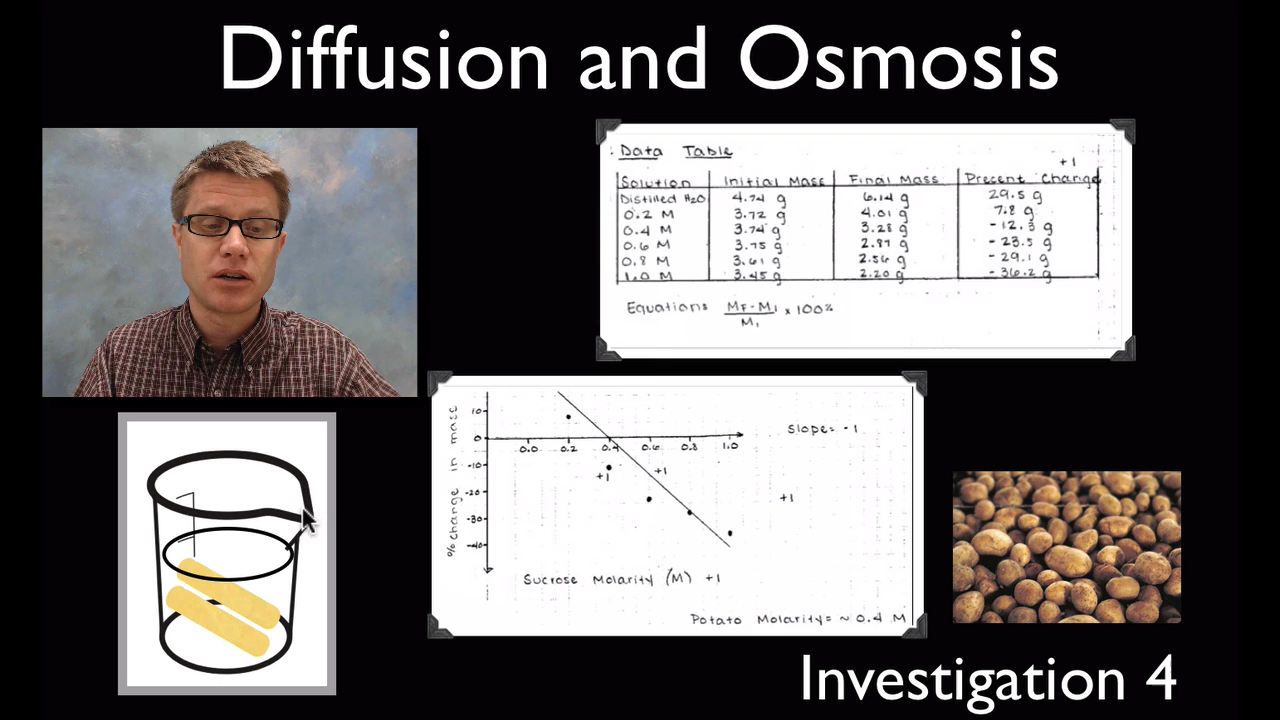 Diffusion and Osmosis
: Data Table
+1
Solution Initial Mass Final Mass Precent Change
Distilled H₂O 4.74 g 6.14 g 29.5 g
0.2 M 3.72 g 4.01 g 7.8 g
0.4 M 3.74 g 3.28 g -12.3 g
0.6 M 3.75 g 2.87 g -23.5 g
0.8 M 3.61 g 2.56 g -29.1 g
1.0 M 3.45 g 2.20 g -36.2 g
Equations MF-M1 x 100%
M1
% change in mass
10
0
-10
-20
-30
-40
0.0 0.2 0.4 0.6 0.8 1.0
Slope= -1
+1 +1
+1
Sucrose Molarity (M) +1
Potato Molarity= ~0.4 M
Investigation 4